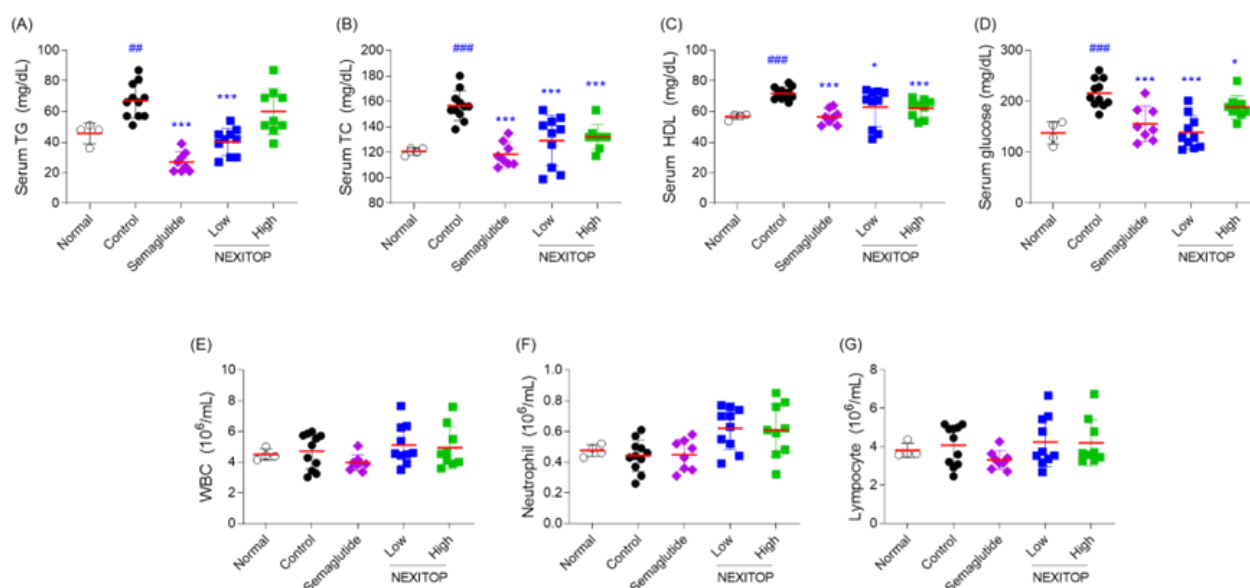 (A)
##
***
***
Serum TG (mg/dL)
100
80
60
40
20
0
Normal
Control
Semaglutide
Low
High
NEXITOP
(B)
###
***
***
***
Serum TC (mg/dL)
200
180
160
140
120
100
80
Normal
Control
Semaglutide
Low
High
NEXITOP
(C)
###
***
*
***
Serum HDL (mg/dL)
100
80
60
40
20
0
Normal
Control
Semaglutide
Low
High
NEXITOP
(D)
###
***
***
*
Serum glucose (mg/dL)
300
200
100
0
Normal
Control
Semaglutide
Low
High
NEXITOP
(E)
WBC (10⁶/mL)
10
8
6
4
2
0
Normal
Control
Semaglutide
Low
High
NEXITOP
(F)
Neutrophil (10⁶/mL)
1.0
0.8
0.6
0.4
0.2
0.0
Normal
Control
Semaglutide
Low
High
NEXITOP
(G)
Lympocyte (10⁶/mL)
8
6
4
2
0
Normal
Control
Semaglutide
Low
High
NEXITOP